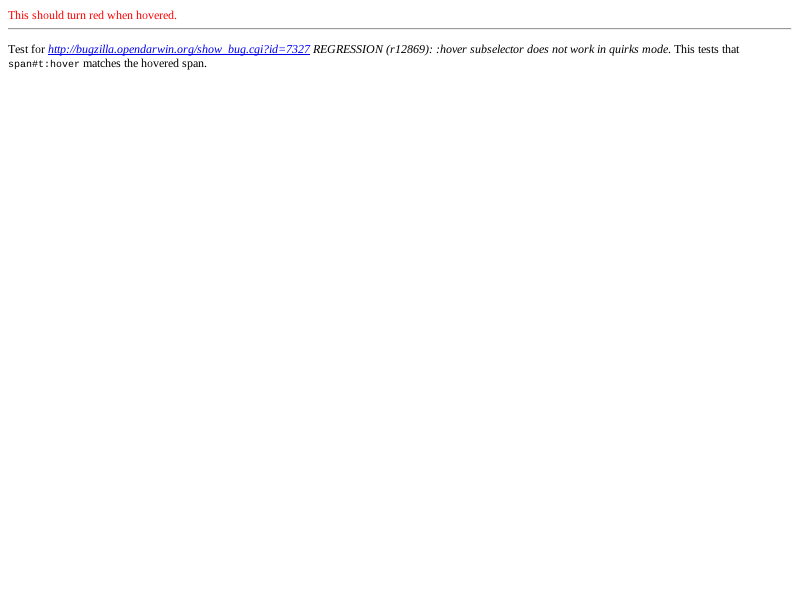 This should turn red when hovered.
Test for http://bugzilla.opendarwin.org/show_bug.cgi?id=7327 REGRESSION (r12869): :hover subselector does not work in quirks mode. This tests that
span#t:hover matches the hovered span.